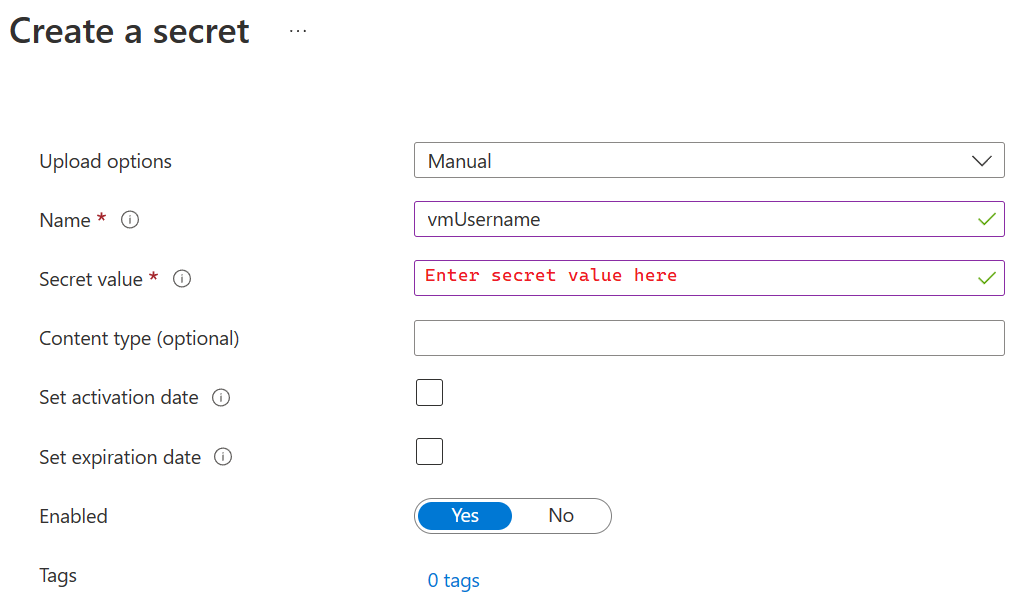 Create a secret ...
Upload options Manual
Name * vmUsername
Secret value * Enter secret value here
Content type (optional)
Set activation date
Set expiration date
Enabled Yes No
Tags 0 tags